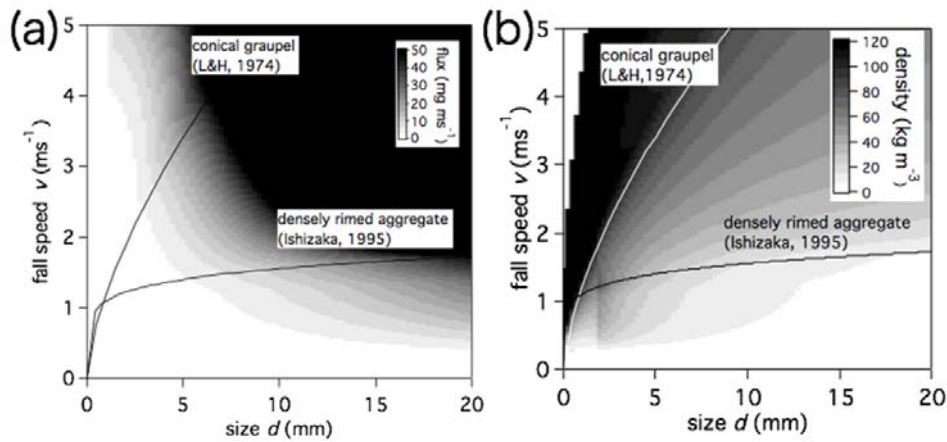 (a)
5
4
3
2
1
0
fall speed v (ms-1)
conical graupel
(L&H, 1974)
50
40
30
20
10
0
flux (mg ms-1)
densely rimed aggregate
(Ishizaka, 1995)
0
5
10
15
20
size d (mm)
(b)
5
4
3
2
1
0
fall speed v (ms-1)
conical graupel
(L&H,1974)
120
100
80
60
40
20
0
density
(kg m-3)
densely rimed aggregate
(Ishizaka, 1995)
0
5
10
15
20
size d (mm)